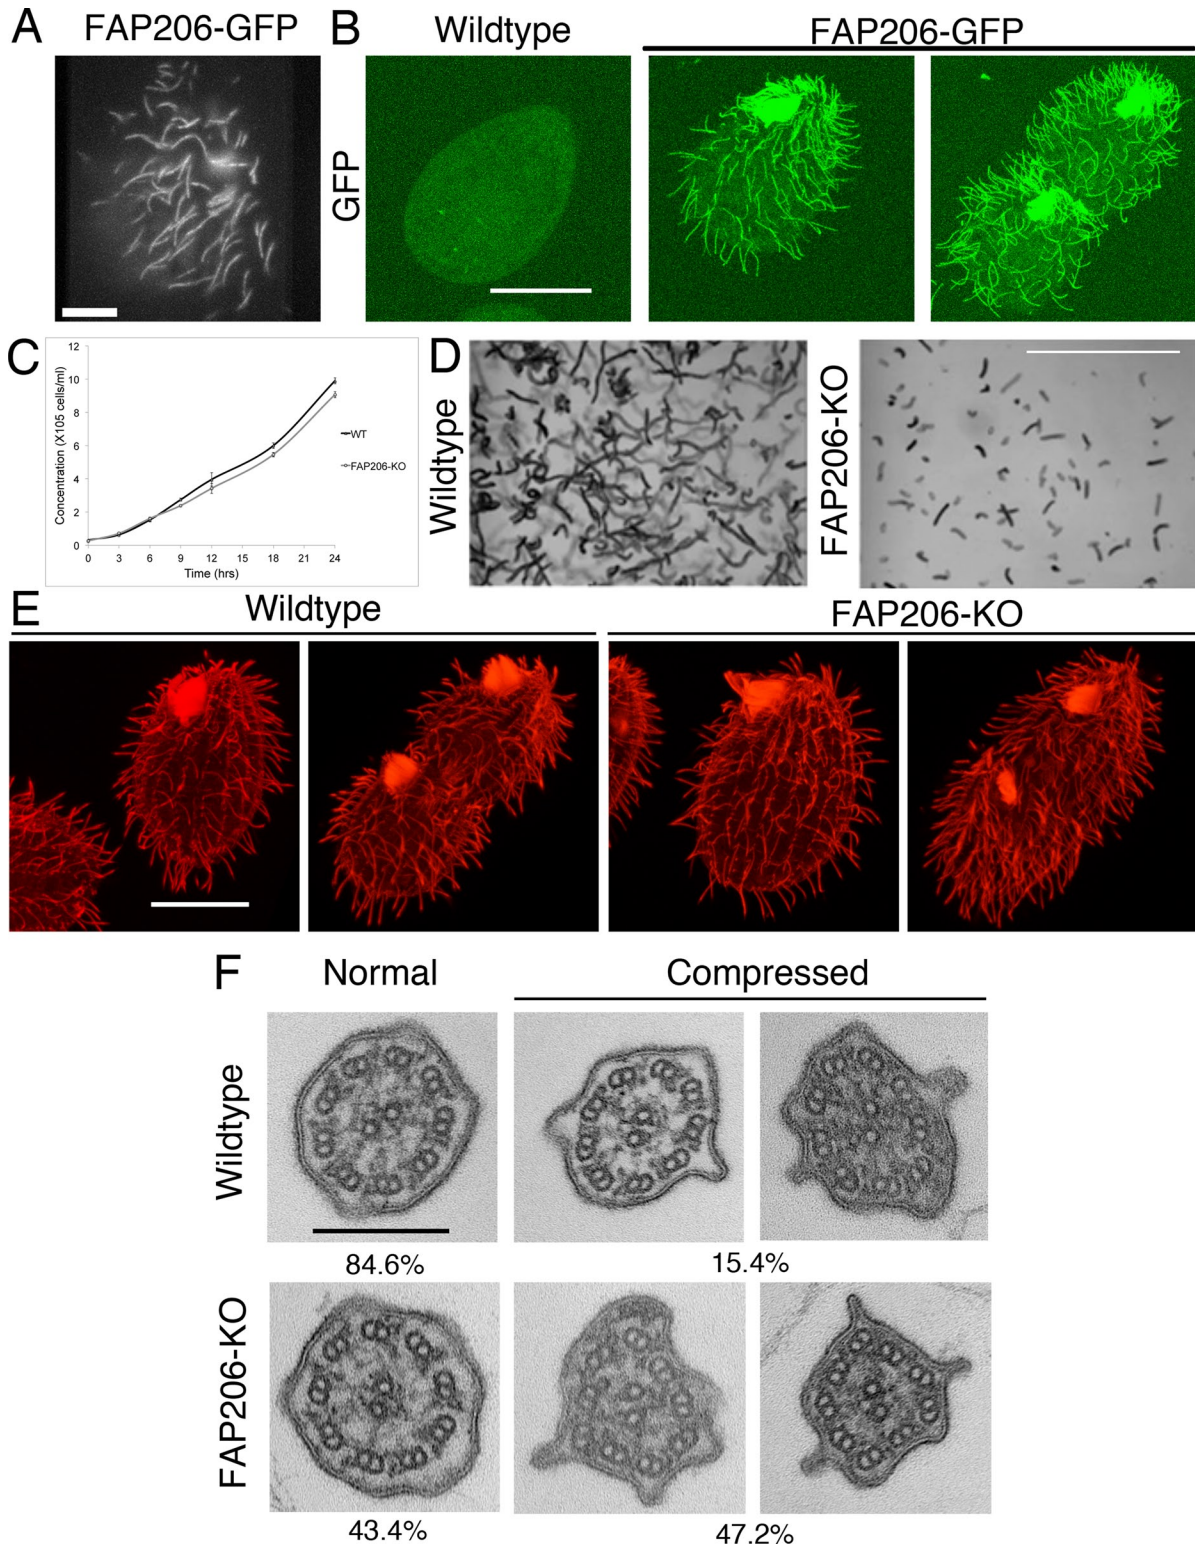 A FAP206-GFP B Wildtype FAP206-GFP
GFP
C
12
10
8
6
4
2
0
Concentration (X105 cells/ml)
0 3 6 9 12 15 18 21 24
Time (hrs)
WT
FAP206-KO
D
Wildtype
FAP206-KO
E Wildtype FAP206-KO
F Normal Compressed
Wildtype
84.6% 15.4%
FAP206-KO
43.4% 47.2%